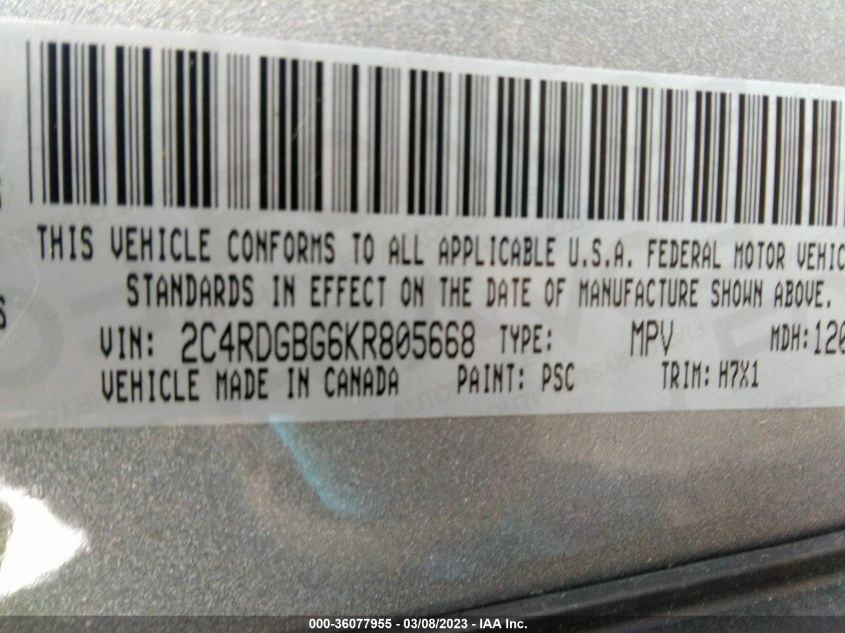 THIS VEHICLE CONFORMS TO ALL APPLICABLE U.S.A. FEDERAL MOTOR VEHIC
STANDARDS IN EFFECT ON THE DATE OF MANUFACTURE SHOWN ABOVE.
VIN: 2C4RDGBG6KR805668 TYPE: MPV MDH: 120
VEHICLE MADE IN CANADA PAINT: PSC TRIM: H7X1
000-36077955 - 03/08/2023 - IAA Inc.